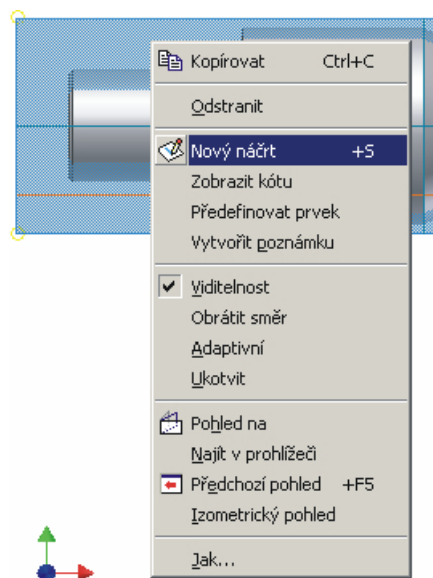 Kopírovat Ctrl+C
Odstranit
Nový náčrt +S
Zobrazit kótu
Předefinovat prvek
Vytvořit poznámku
Viditelnost
Obrátit směr
Adaptivní
Ukotvit
Pohled na
Najít v prohlížeči
Předchozí pohled +F5
Izometrický pohled
Jak...